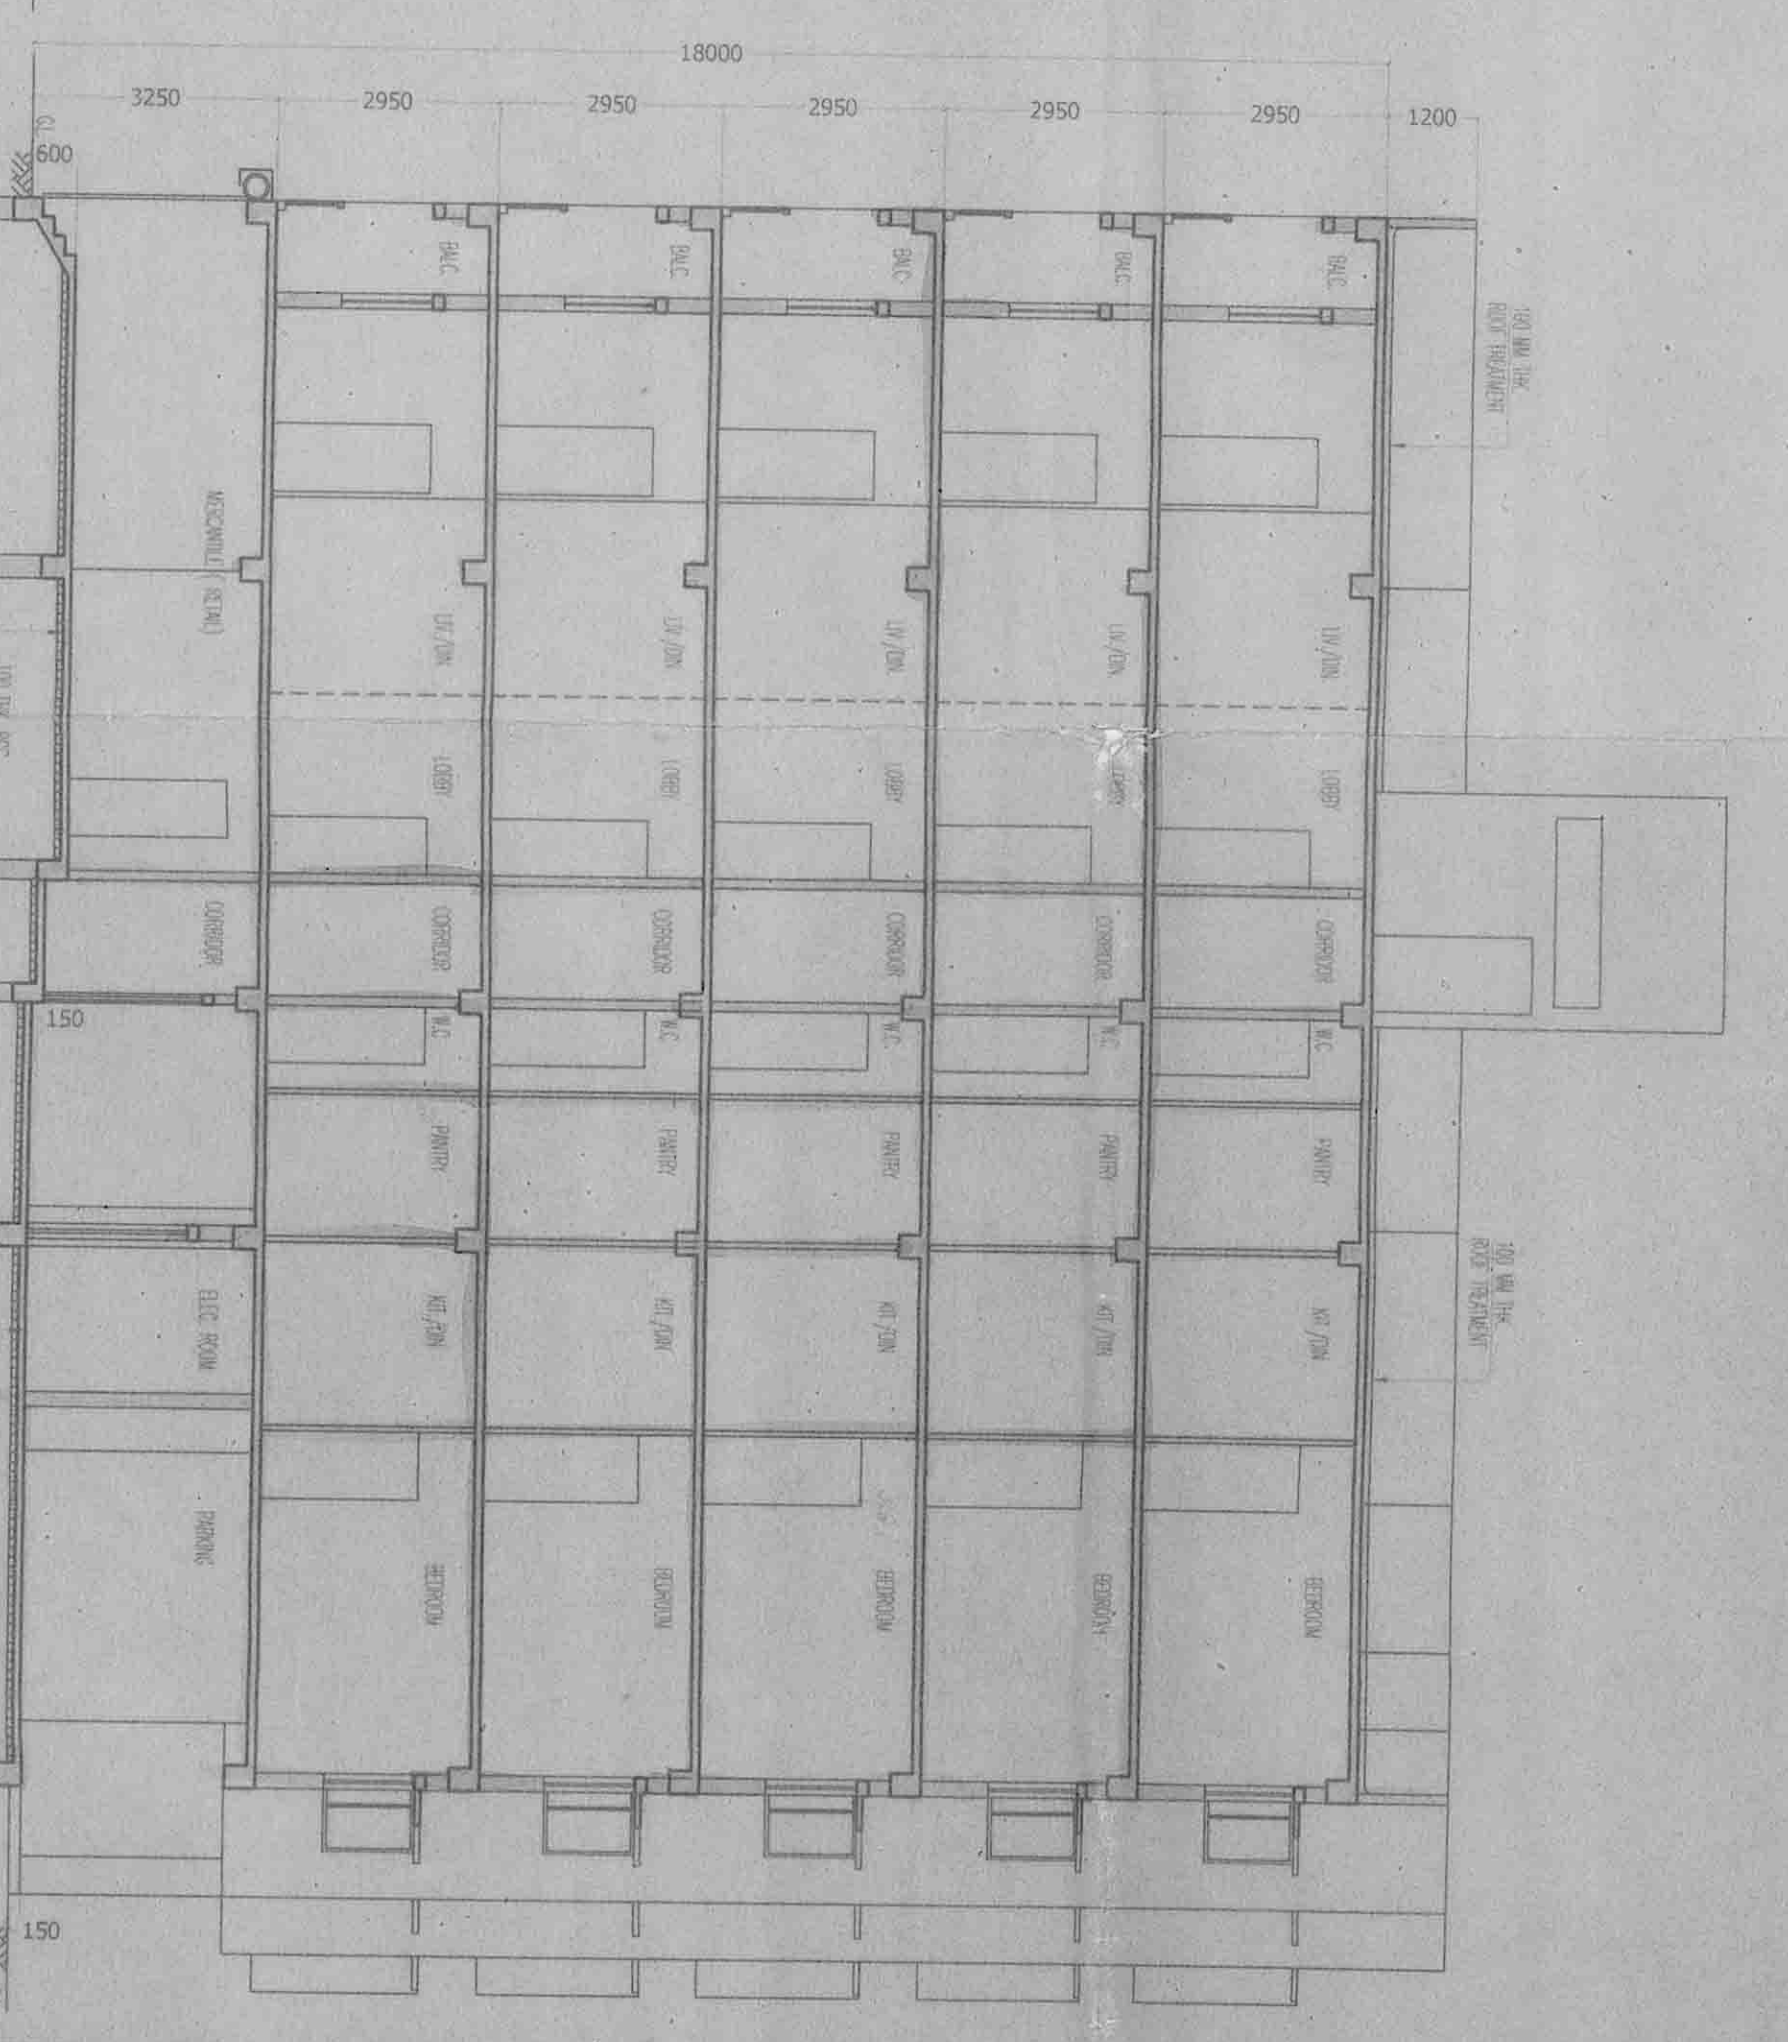 18000
3250 2950 2950 2950 2950 2950 1200
GL
600
BALC. BALC. BALC. BALC. BALC.
100 MM THK.
ROOF TREATMENT
MERCANTILE ( RETAIL)
LIV./DIN. LIV./DIN. LIV./DIN. LIV./DIN. LIV./DIN.
LOBBY LOBBY LOBBY LOBBY LOBBY
CORRIDOR CORRIDOR CORRIDOR CORRIDOR CORRIDOR CORRIDOR
150
W.C. W.C. W.C. W.C. W.C.
PANTRY PANTRY PANTRY PANTRY PANTRY
100 MM THK.
ROOF TREATMENT
ELEC. ROOM
KIT./DIN KIT./DIN KIT./DIN KIT./DIN KIT./DIN
PARKING
BEDROOM BEDROOM BEDROOM BEDROOM BEDROOM
150